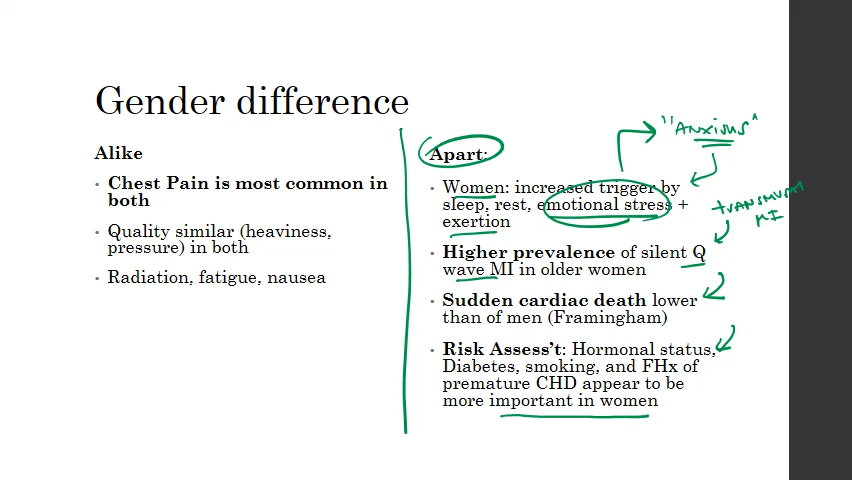 Gender difference
Alike
• Chest Pain is most common in
both
• Quality similar (heaviness,
pressure) in both
• Radiation, fatigue, nausea
Apart:
• Women: increased trigger by
sleep, rest, emotional stress +
exertion
• Higher prevalence of silent Q
wave MI in older women
• Sudden cardiac death lower
than of men (Framingham)
• Risk Assess’t: Hormonal status,
Diabetes, smoking, and FHx of
premature CHD appear to be
more important in women
"Anxious"
transmural
MI